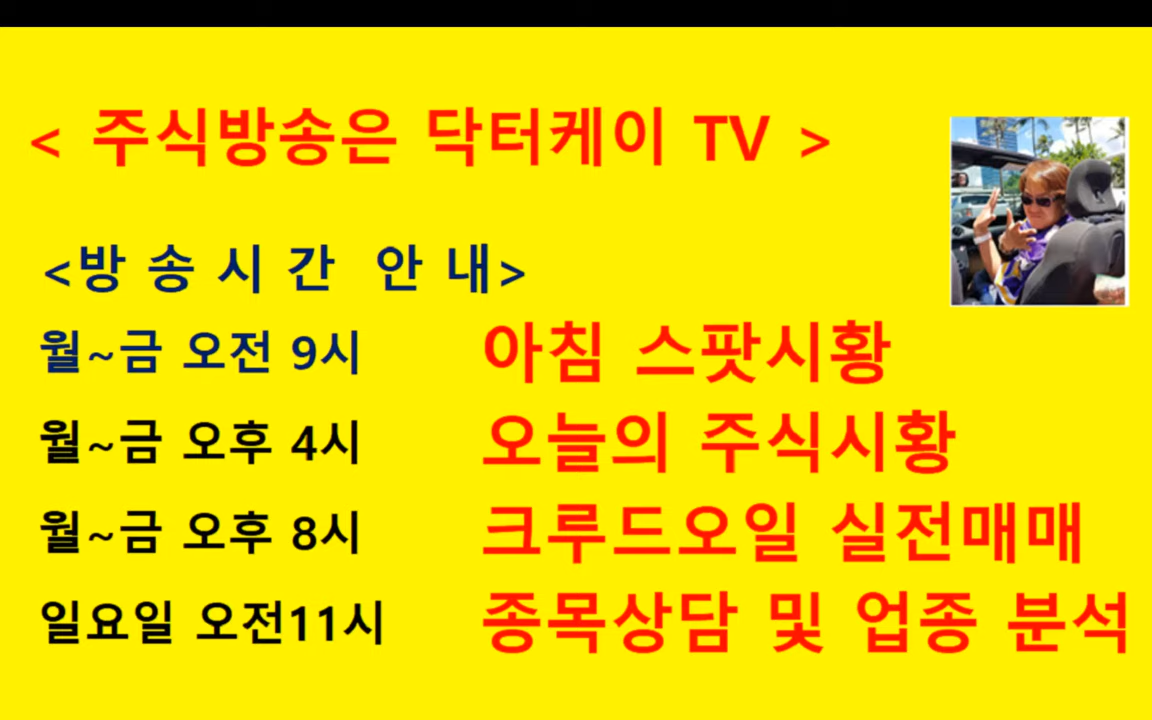 < 주식방송은 닥터케이 TV >
<방 송 시 간 안 내>
월~금 오전 9시 아침 스팟시황
월~금 오후 4시 오늘의 주식시황
월~금 오후 8시 크루드오일 실전매매
일요일 오전11시 종목상담 및 업종 분석